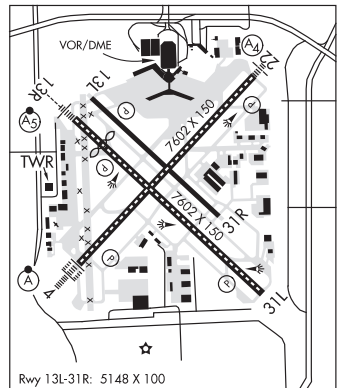 VOR/DME
A4
22
13R
13L
P
P
A5
7602 X 150
P
TWR
7602 X 150
31R
P
A
4
P
31L
Rwy 13L-31R: 5148 X 100